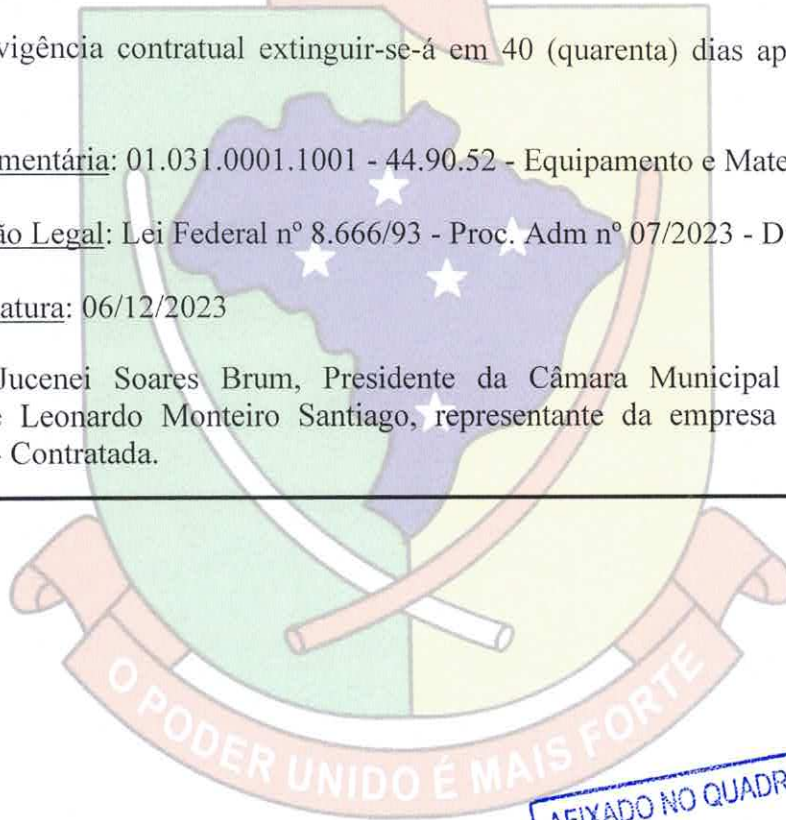 vigência contratual extinguir-se-á em 40 (quarenta) dias ap
mentária: 01.031.0001.1001 - 44.90.52 - Equipamento e Mate
ão Legal: Lei Federal nº 8.666/93 - Proc. Adm nº 07/2023 - D
atura: 06/12/2023
Jucenei Soares Brum, Presidente da Câmara Municipal
e Leonardo Monteiro Santiago, representante da empresa
- Contratada.
O PODER UNIDO É MAIS FORTE
AFIXADO NO QUADR